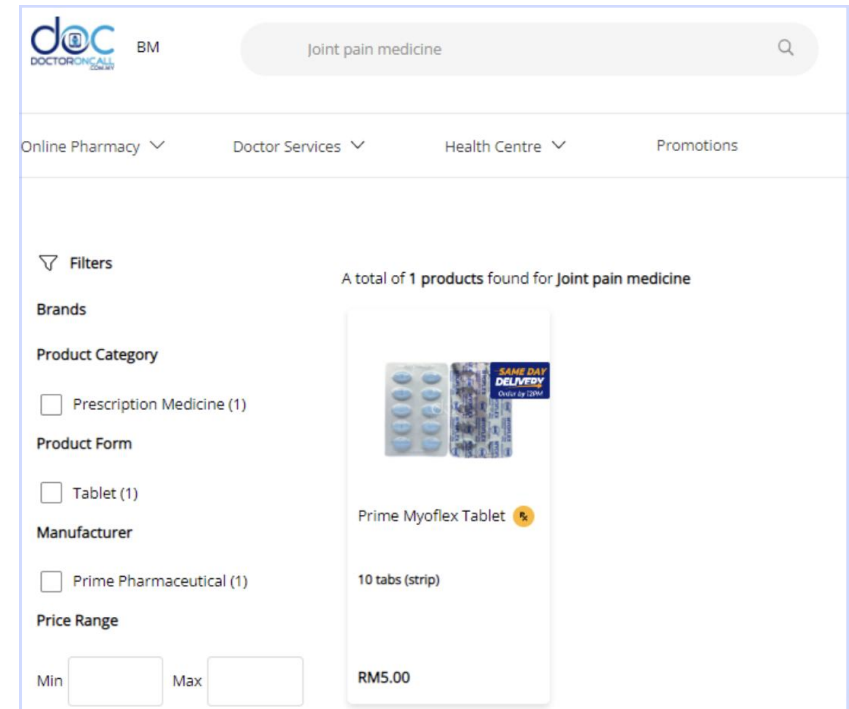 doc
DOCTORONCALL
.COM.MY
BM
Joint pain medicine
Online Pharmacy
Doctor Services
Health Centre
Promotions
Filters
A total of 1 products found for Joint pain medicine
Brands
Product Category
Prescription Medicine (1)
Product Form
Tablet (1)
Manufacturer
Prime Pharmaceutical (1)
Price Range
Min
Max
SAME DAY
DELIVERY
Order by 12PM
Prime Myoflex Tablet
Rx
10 tabs (strip)
RM5.00